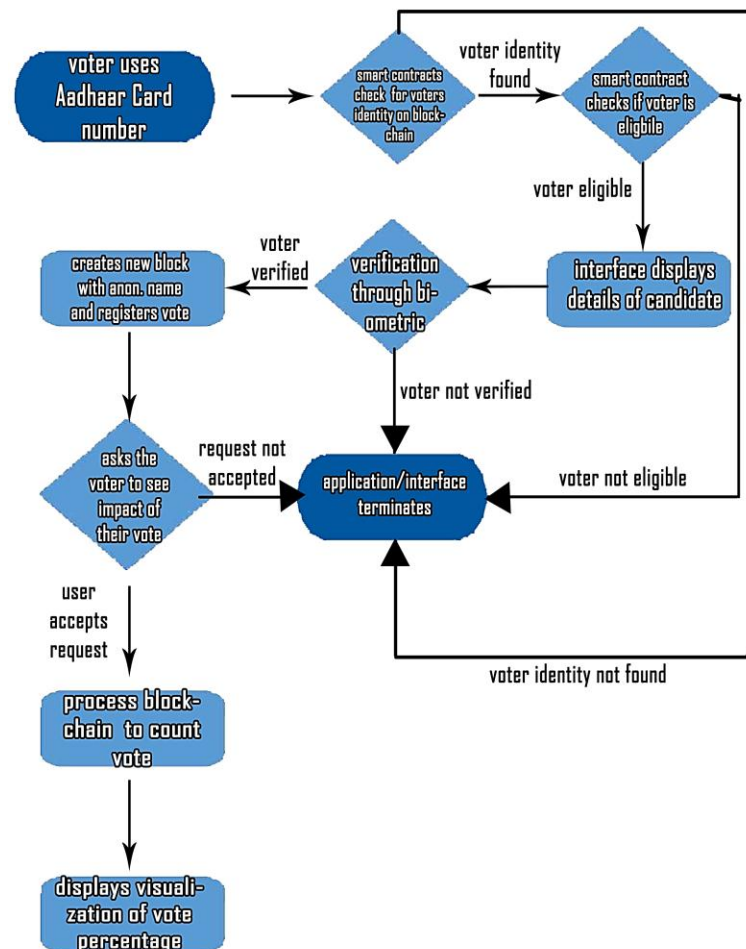 voter uses
Aadhaar Card
number
smart contracts
check for voters
identity on block-
chain
voter identity
found
smart contract
checks if voter is
eligbile
voter eligible
interface displays
details of candidate
verification
through bi-
ometric
voter
verified
creates new block
with anon. name
and registers vote
voter not verified
asks the
voter to see
impact of
their vote
request not
accepted
application/interface
terminates
voter not eligible
voter identity not found
user
accepts
request
process block-
chain to count
vote
displays visuali-
zation of vote
percentage